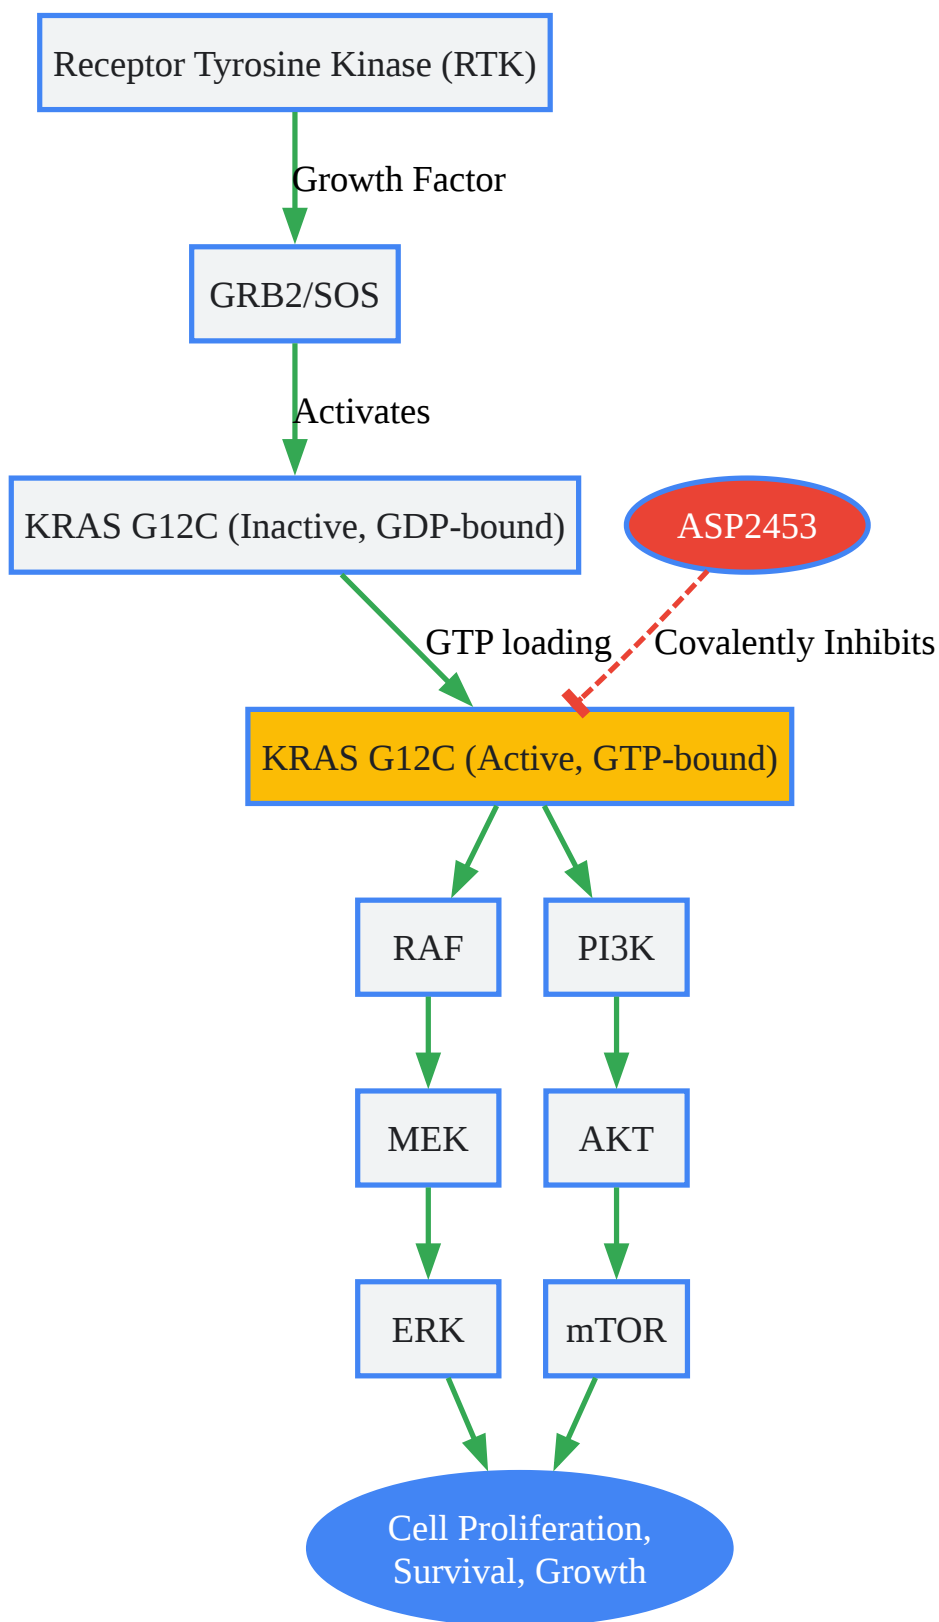 Receptor Tyrosine Kinase (RTK)
Growth Factor
GRB2/SOS
Activates
KRAS G12C (Inactive, GDP-bound)
ASP2453
GTP loading
Covalently Inhibits
KRAS G12C (Active, GTP-bound)
RAF
PI3K
MEK
AKT
ERK
mTOR
Cell Proliferation,
Survival, Growth